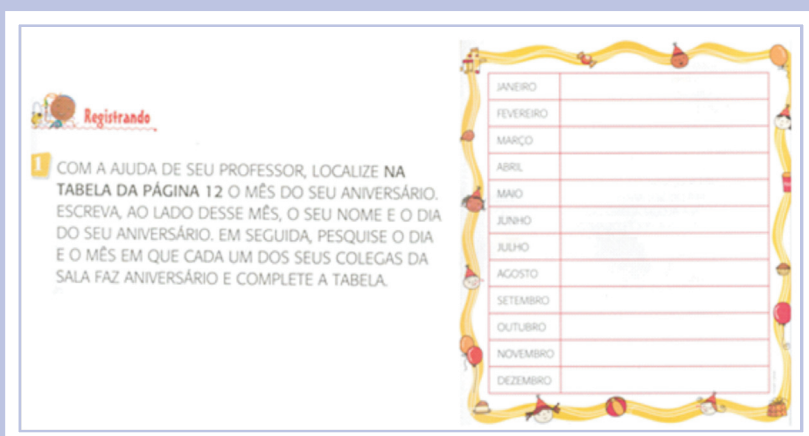 Registrando
1 COM A AJUDA DE SEU PROFESSOR, LOCALIZE NA
TABELA DA PÁGINA 12 O MÊS DO SEU ANIVERSÁRIO.
ESCREVA, AO LADO DESSE MÊS, O SEU NOME E O DIA
DO SEU ANIVERSÁRIO. EM SEGUIDA, PESQUISE O DIA
E O MÊS EM QUE CADA UM DOS SEUS COLEGAS DA
SALA FAZ ANIVERSÁRIO E COMPLETE A TABELA.
JANEIRO
FEVEREIRO
MARÇO
ABRIL
MAIO
JUNHO
JULHO
AGOSTO
SETEMBRO
OUTUBRO
NOVEMBRO
DEZEMBRO